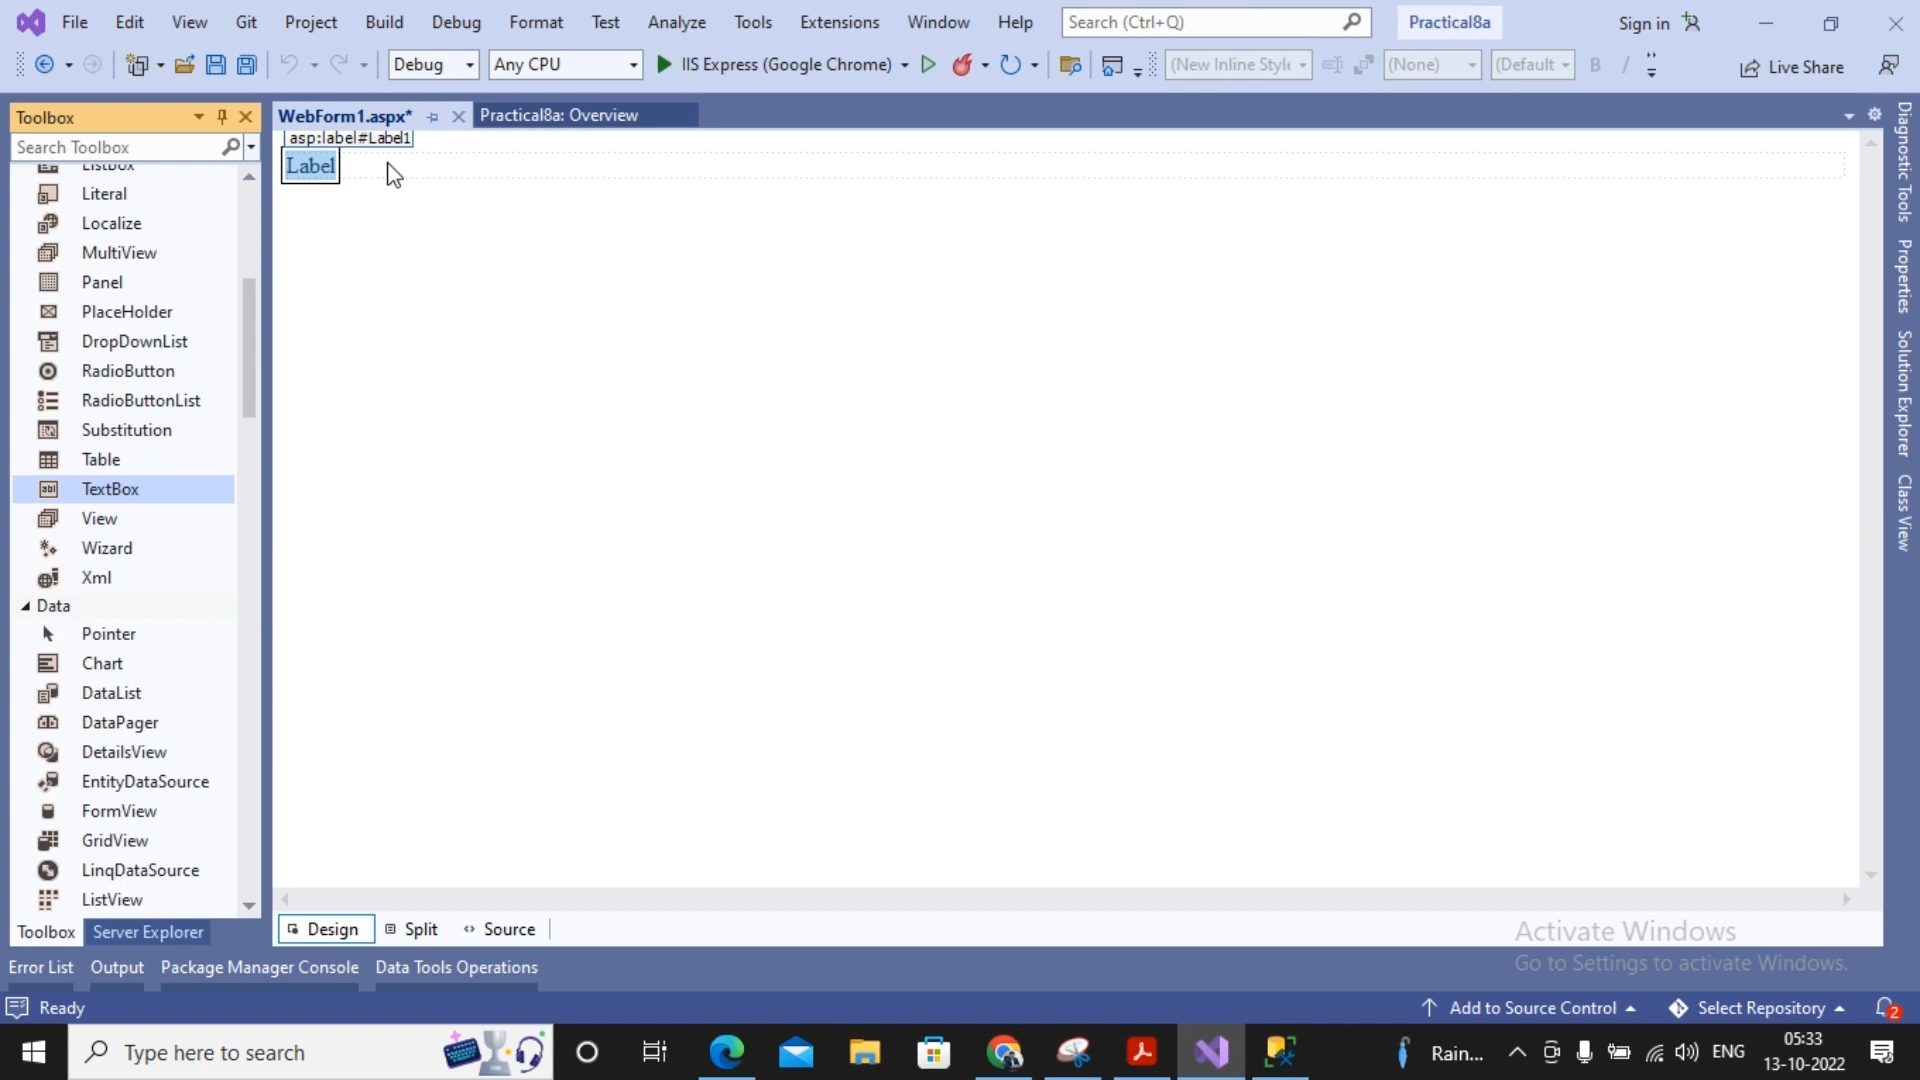 File Edit View Git Project Build Debug Format Test Analyze Tools Extensions Window Help Search (Ctrl+Q) Practical8a Sign in
Debug Any CPU IIS Express (Google Chrome) (New Inline Style (None) (Default B I Live Share
Toolbox
WebForm1.aspx* Practical8a: Overview
Search Toolbox
asp:label#Label1
Label
ListBox
Literal
Localize
MultiView
Panel
PlaceHolder
DropDownList
RadioButton
RadioButtonList
Substitution
Table
TextBox
View
Wizard
Xml
Data
Pointer
Chart
DataList
DataPager
DetailsView
EntityDataSource
FormView
GridView
LinqDataSource
ListView
Diagnostic Tools
Properties
Solution Explorer
Class View
Toolbox Server Explorer
Design Split Source
Activate Windows
Go to Settings to activate Windows.
Error List Output Package Manager Console Data Tools Operations
Ready Add to Source Control Select Repository 2
Type here to search Rain... ENG 05:33
13-10-2022